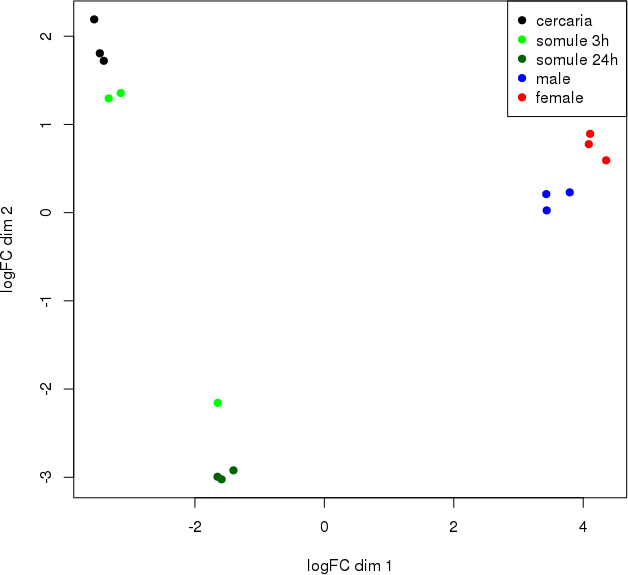 cercaria
somule 3h
somule 24h
male
female
2
1
0
-1
-2
-3
logFC dim 2
-2 0 2 4
logFC dim 1